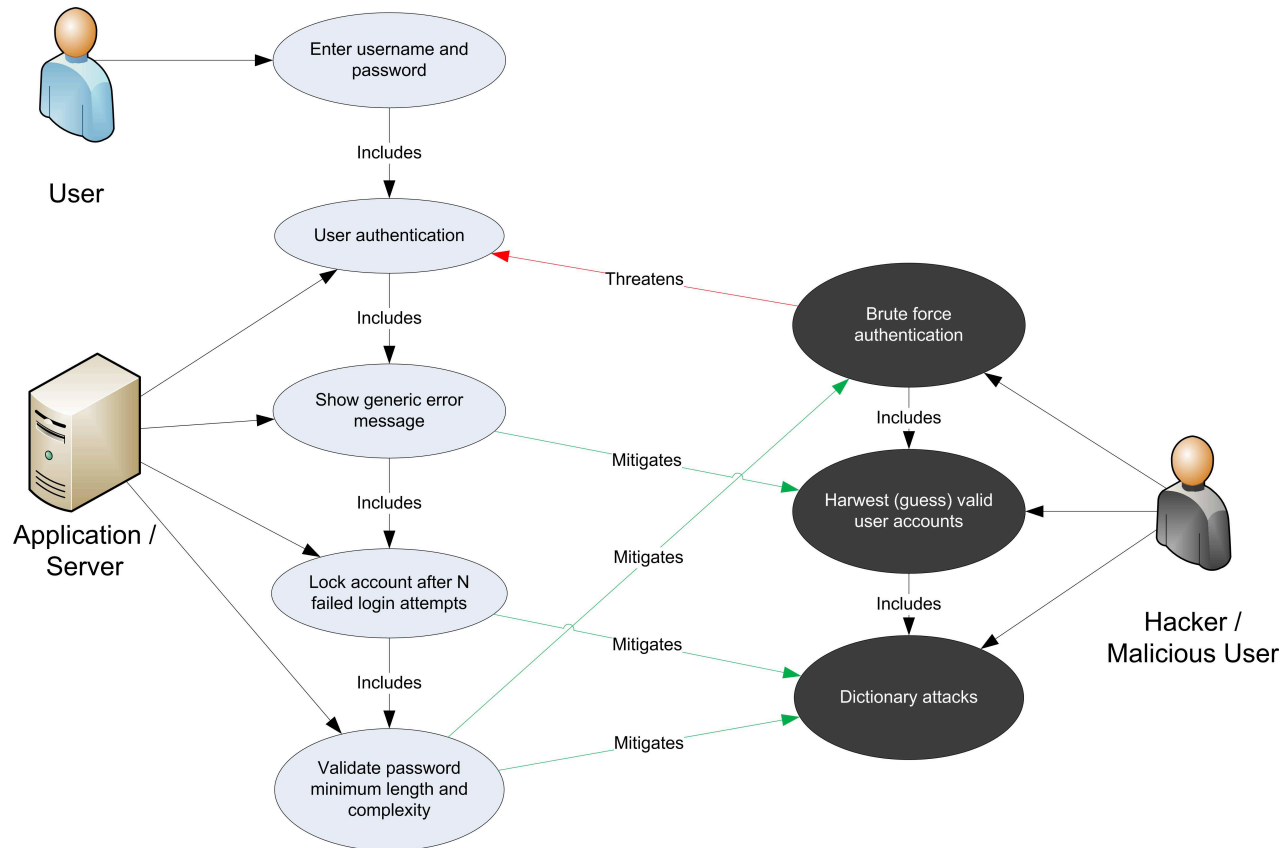 Enter username and
password
User
Includes
User authentication
Threatens
Includes
Brute force
authentication
Application /
Server
Show generic error
message
Includes
Mitigates
Harwest (guess) valid
user accounts
Includes
Mitigates
Lock account after N
failed login attempts
Includes
Mitigates
Hacker /
Malicious User
Includes
Dictionary attacks
Mitigates
Validate password
minimum length and
complexity